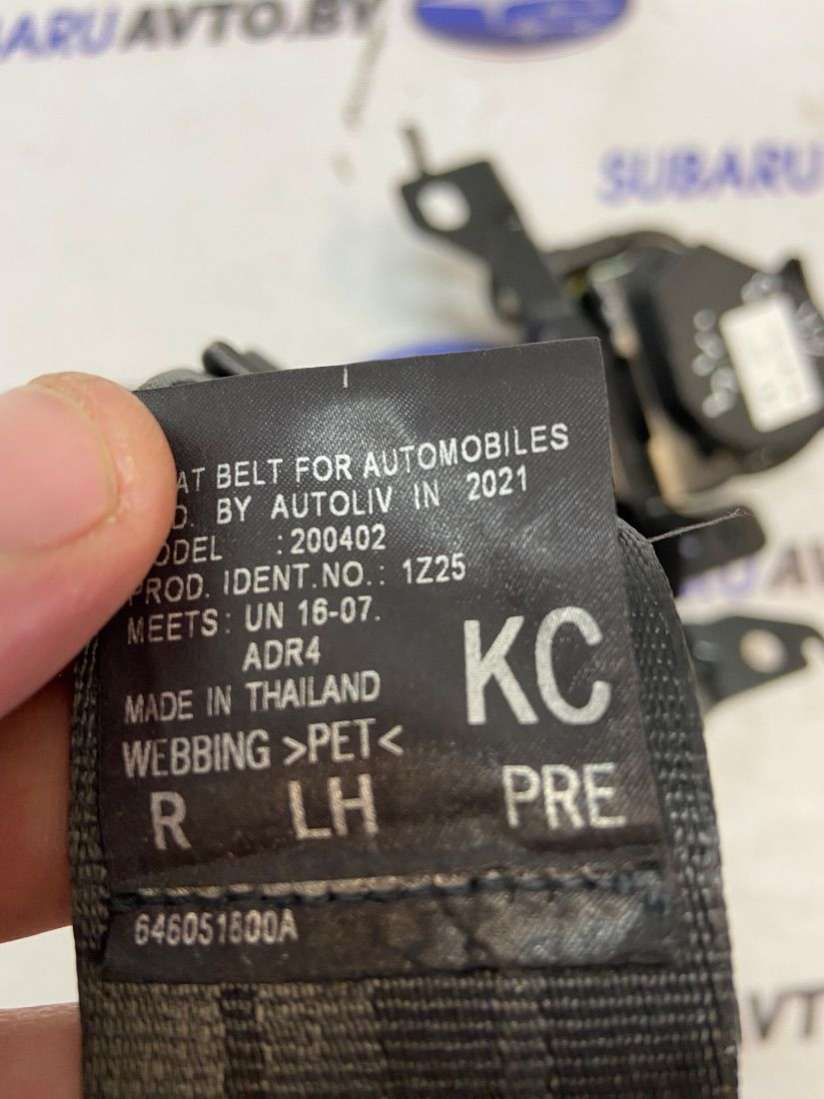 SUBARUAVTO.BY
SUBARU
AT BELT FOR AUTOMOBILES
D. BY AUTOLIV IN 2021
ODEL : 200402
PROD. IDENT.NO.: 1Z25
MEETS: UN 16-07.
ADR4
KC
MADE IN THAILAND
WEBBING >PET<
R LH PRE
646051800A